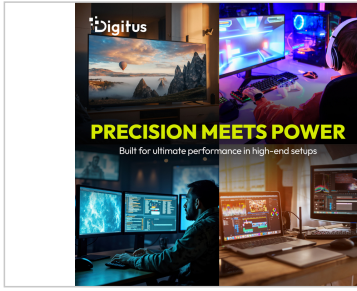 Digitus
PRECISION MEETS POWER
Built for ultimate performance in high-end setups